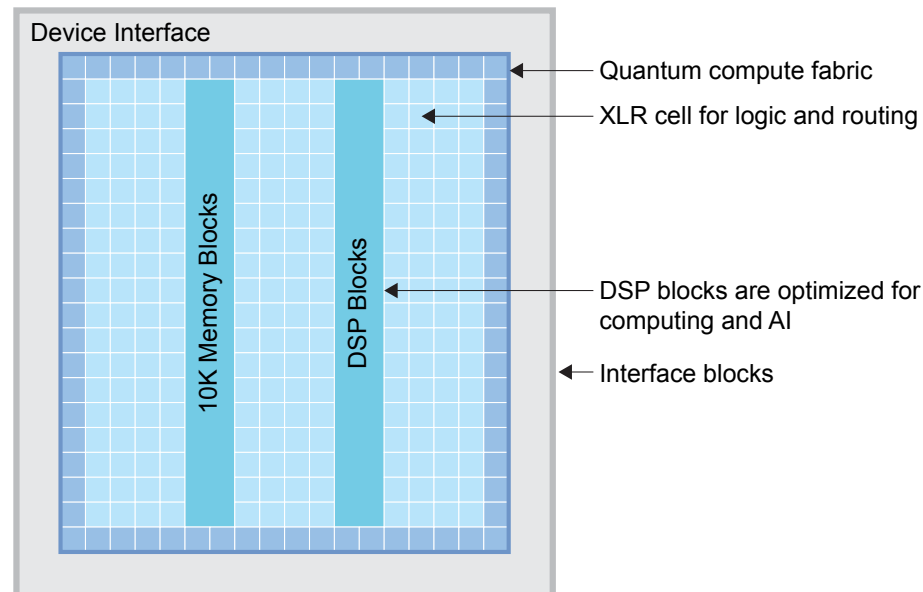 Device Interface
Quantum compute fabric
XLR cell for logic and routing
10K Memory Blocks
DSP Blocks
DSP blocks are optimized for
computing and AI
Interface blocks